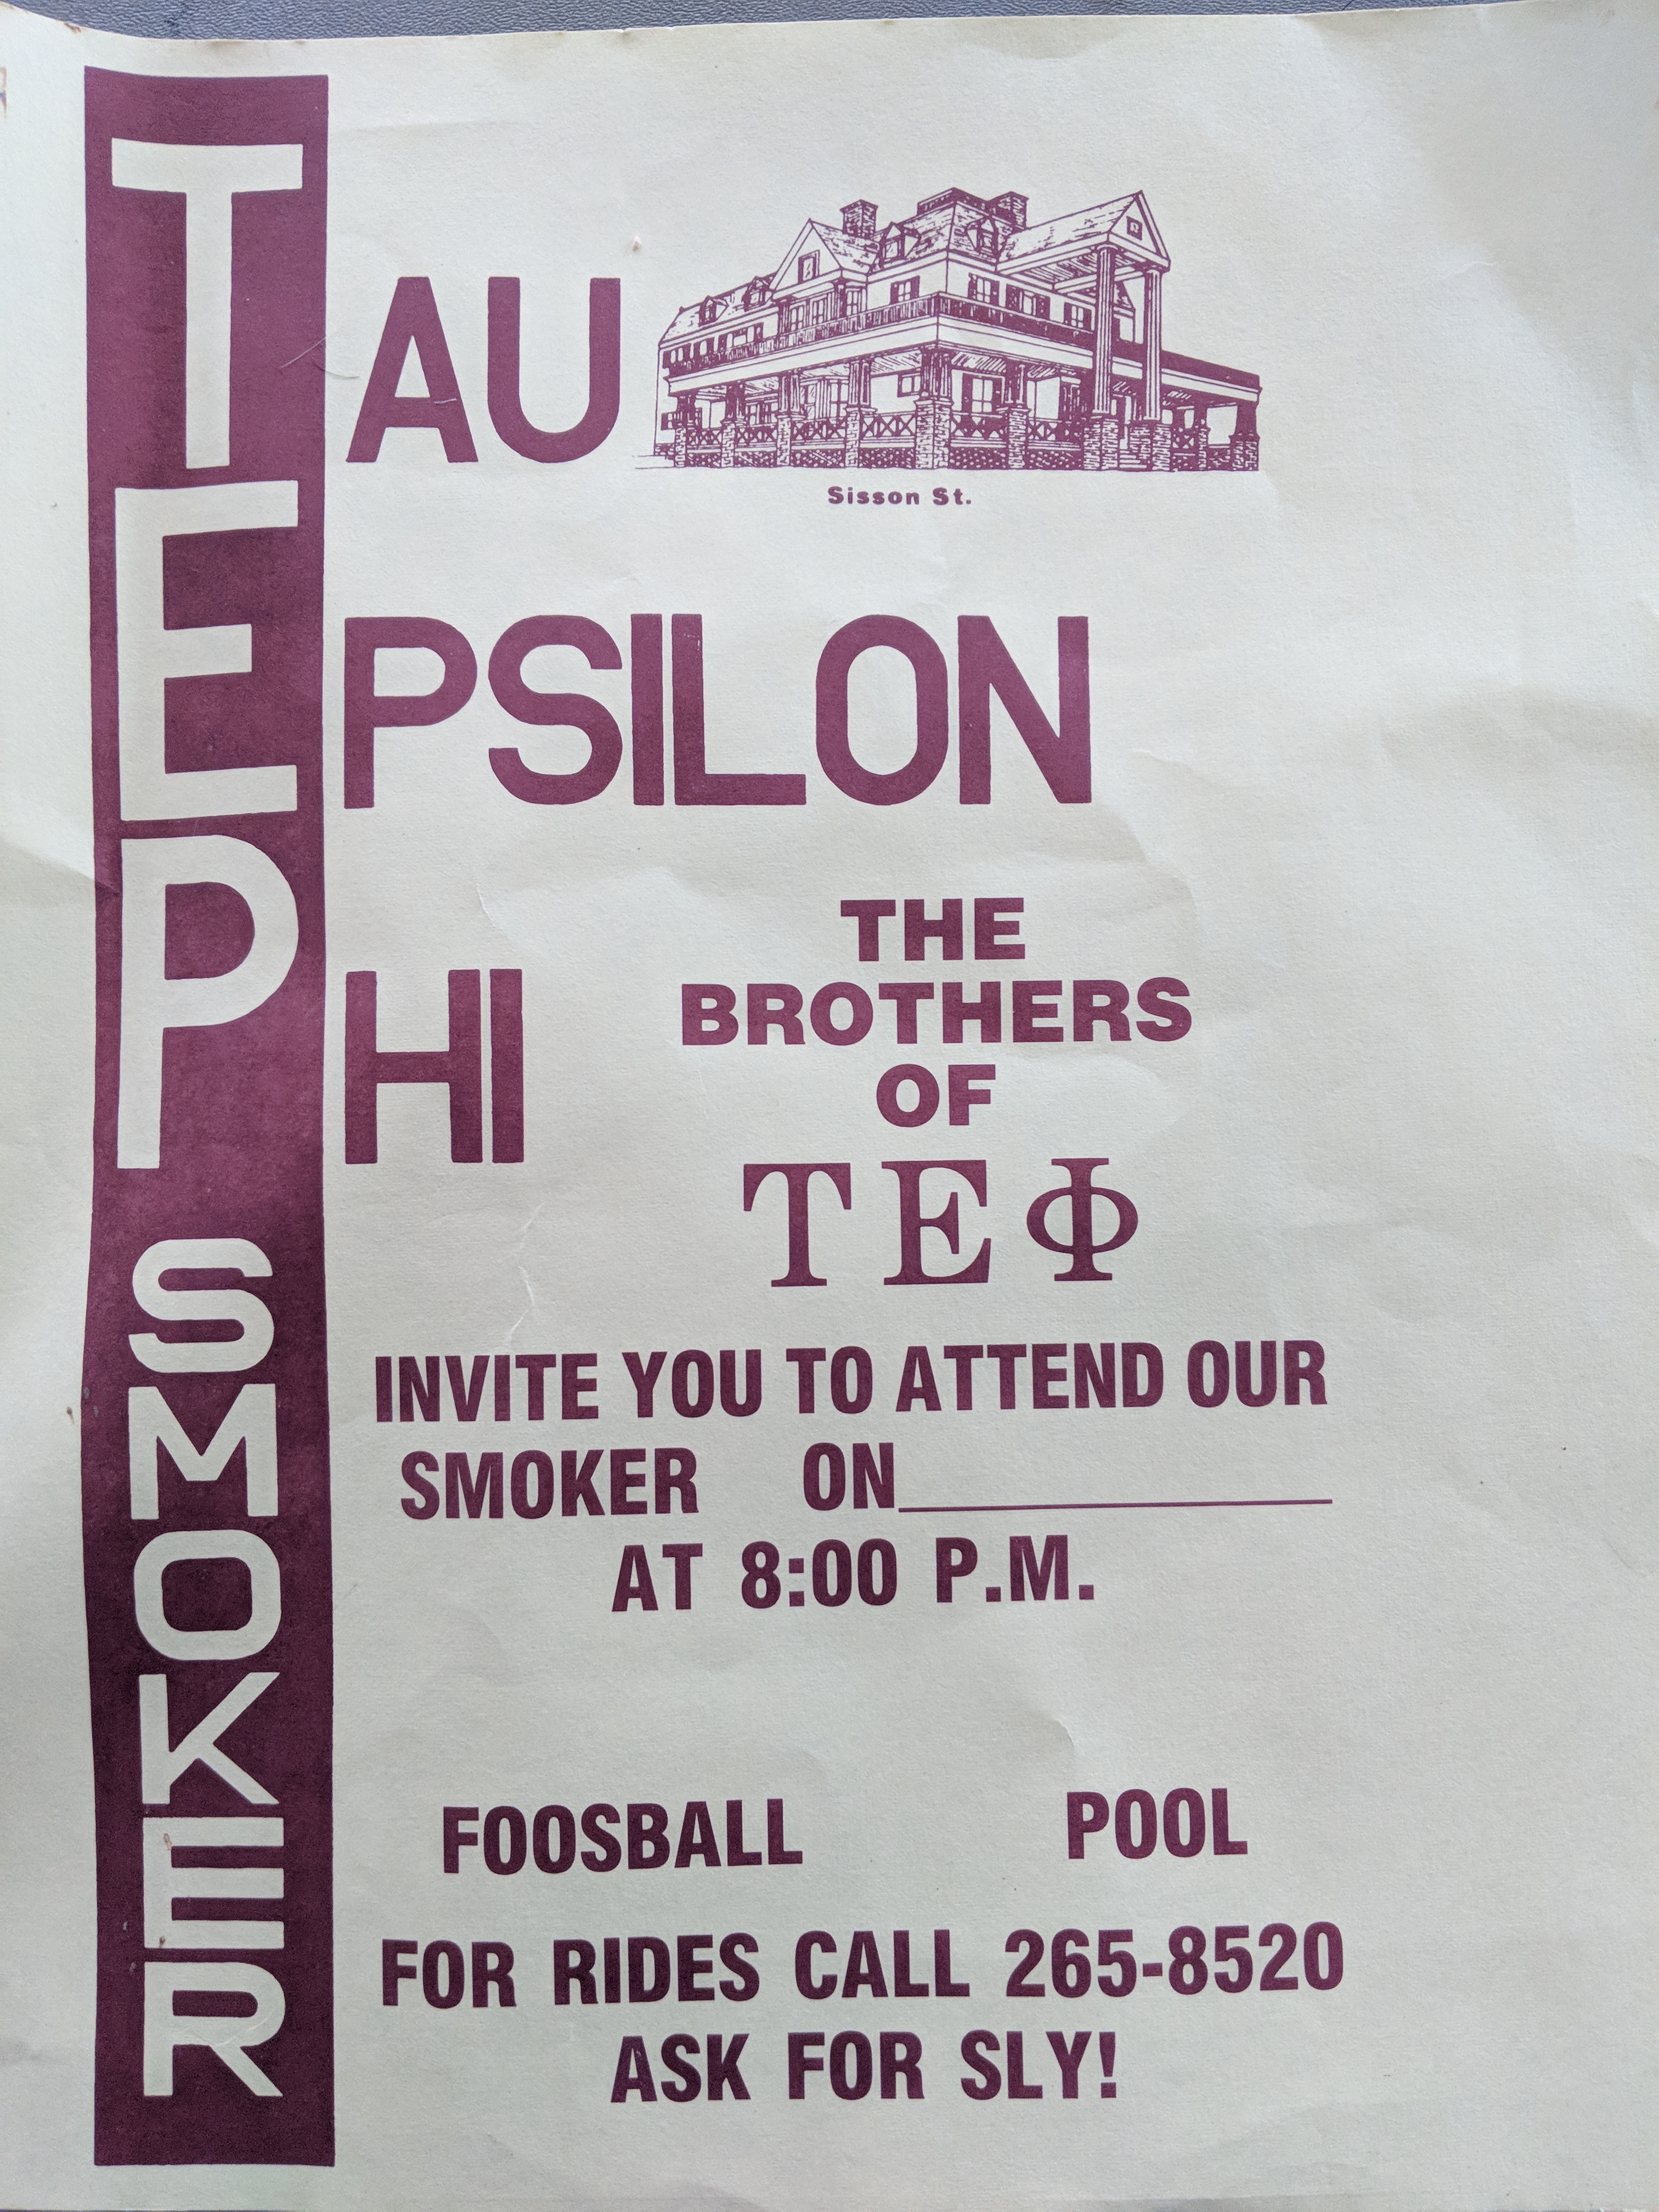 TAU
Sisson St.
EPSILON
PHI
THE
BROTHERS
OF
ΤΕΦ
SMOKER
INVITE YOU TO ATTEND OUR
SMOKER ON
AT 8:00 P.M.
FOOSBALL POOL
FOR RIDES CALL 265-8520
ASK FOR SLY!